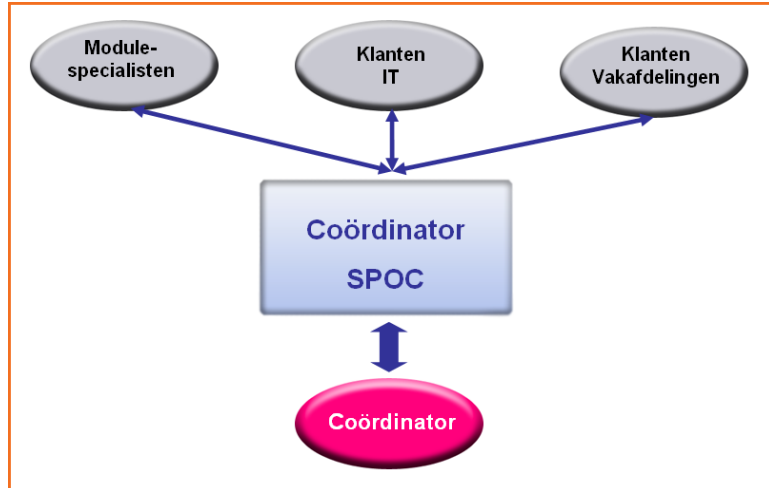 Module-
specialisten
Klanten
IT
Klanten
Vakafdelingen
Coördinator
SPOC
Coördinator